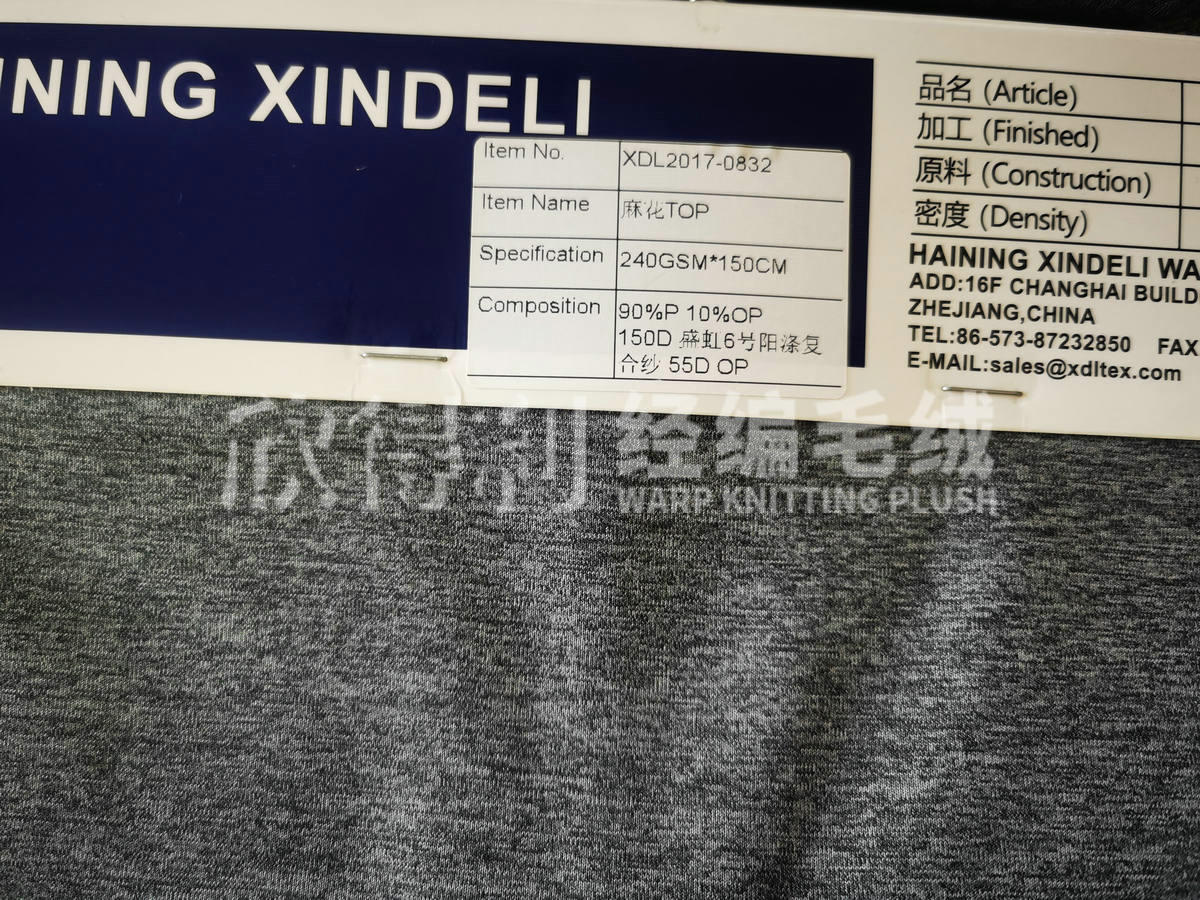 NING XINDELI
Item No. XDL2017-0832
Item Name 麻花TOP
Specification 240GSM*150CM
Composition 90%P 10%OP
150D 盛虹6号阳涤复
合纱 55D OP
品名 (Article)
加工 (Finished)
原料 (Construction)
密度 (Density)
HAINING XINDELI WA
ADD:16F CHANGHAI BUILD
ZHEJIANG,CHINA
TEL:86-573-87232850 FAX
E-MAIL:sales@xdltex.com
欣得利 经编毛绒
WARP KNITTING PLUSH